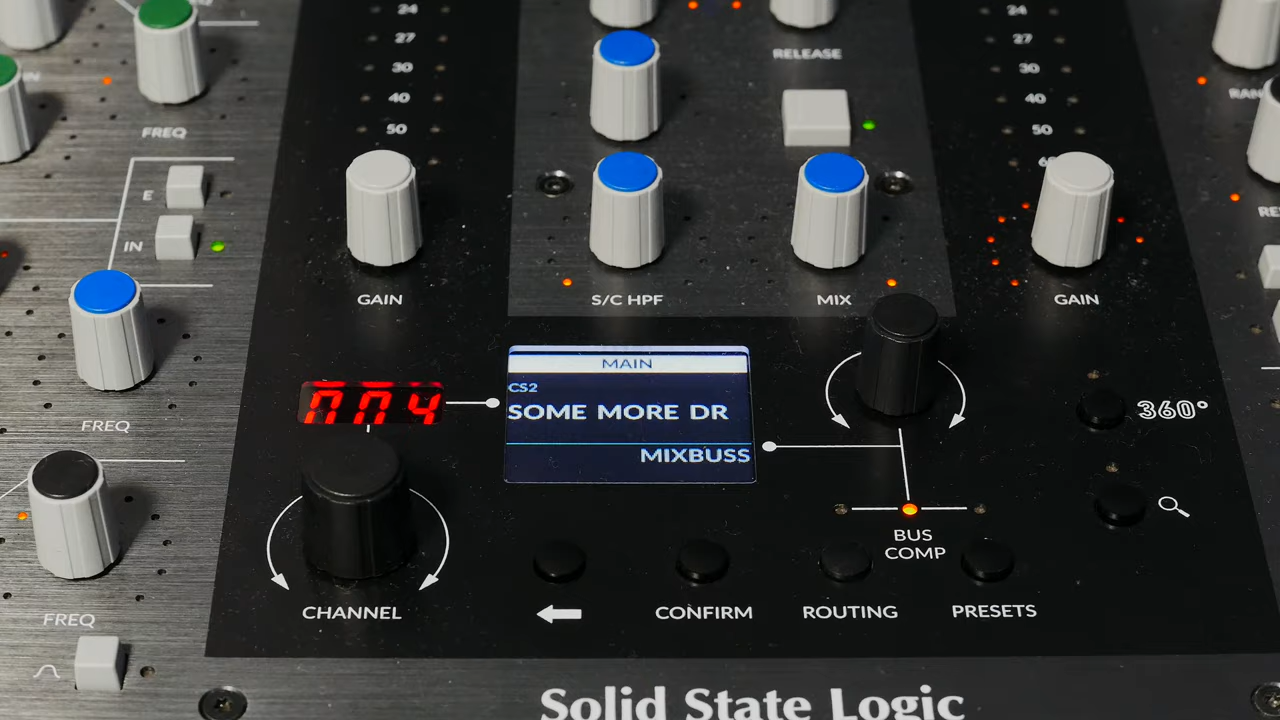 24
27
30
40
50
RELEASE
24
27
30
40
50
FREQ
E
IN
GAIN
S/C HPF
MIX
GAIN
FREQ
MAIN
CS2
SOME MORE DR
MIXBUSS
360°
BUS
COMP
FREQ
CHANNEL
CONFIRM
ROUTING
PRESETS
Solid State Logic